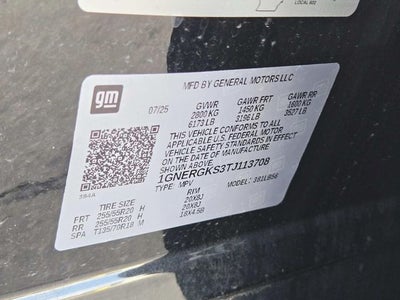 LOCAL 602
gm
MFD BY GENERAL MOTORS LLC
07/25
GVWR GAWR FRT GAWR RR
2800 KG 1450 KG 1600 KG
6173 LB 3196 LB 3527 LB
THIS VEHICLE CONFORMS TO ALL
APPLICABLE U.S. FEDERAL MOTOR
VEHICLE SAFETY STANDARDS IN EFFECT
ON THE DATE OF MANUFACTURE
SHOWN ABOVE.
1GNERGKS3TJ113708
TYPE: MPV MODEL: 391LB56
TIRE SIZE RIM
FRT 255/55R20 H 20X8J
RR 255/55R20 H 20X8J
SPA T135/70R18 M 18X4.5B